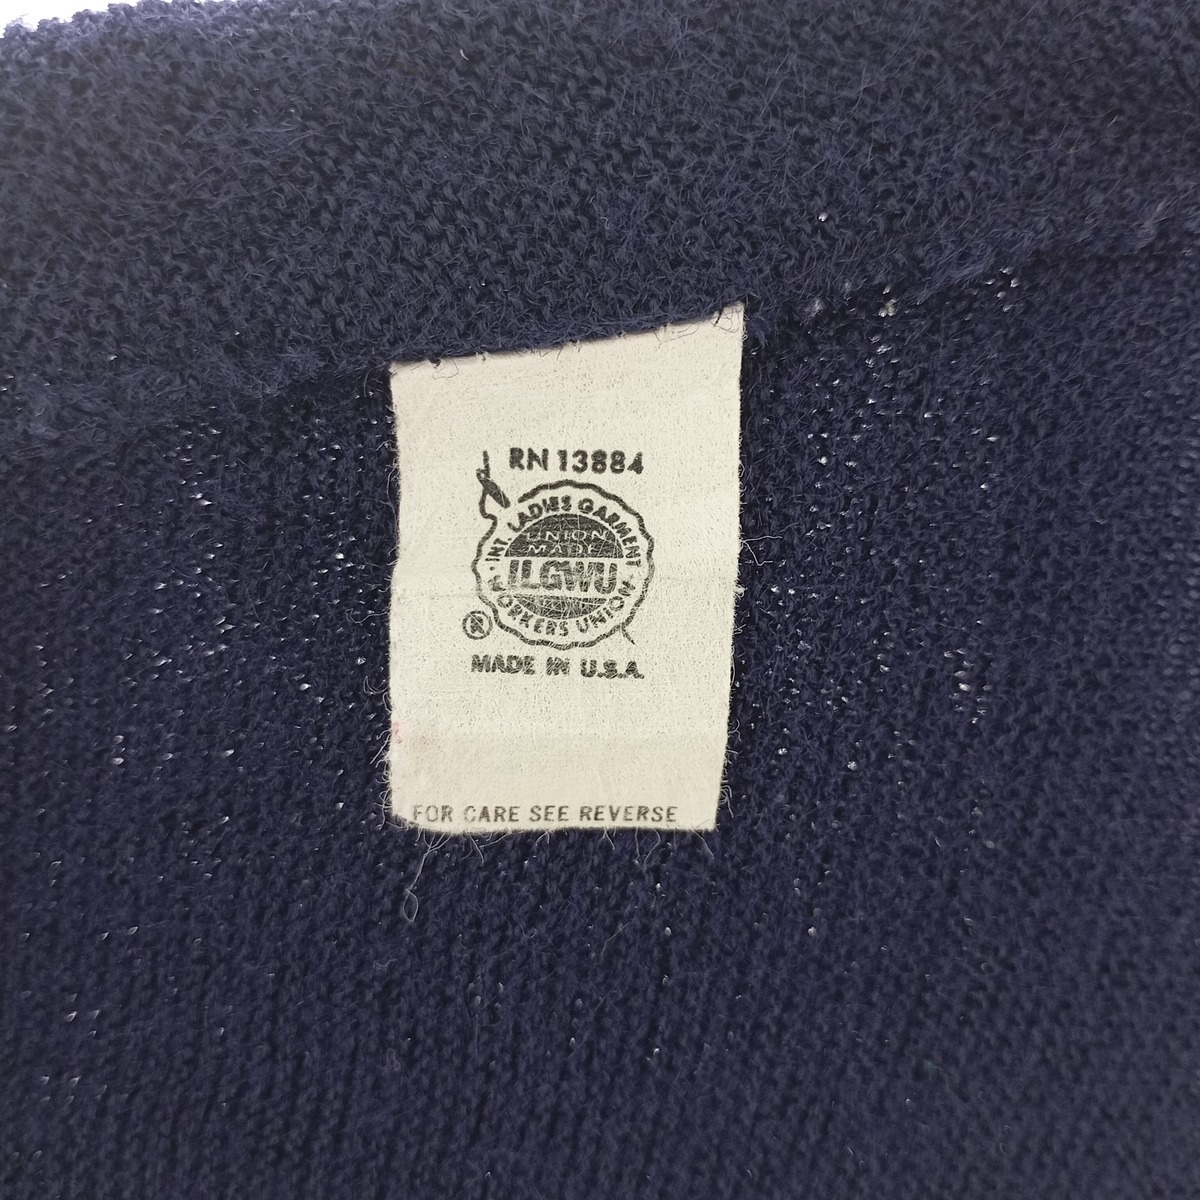 RN 13884
INT. LADIES GARMENT
UNION
MADE
ILGWU
WORKERS UNION
®
MADE IN U.S.A.
FOR CARE SEE REVERSE